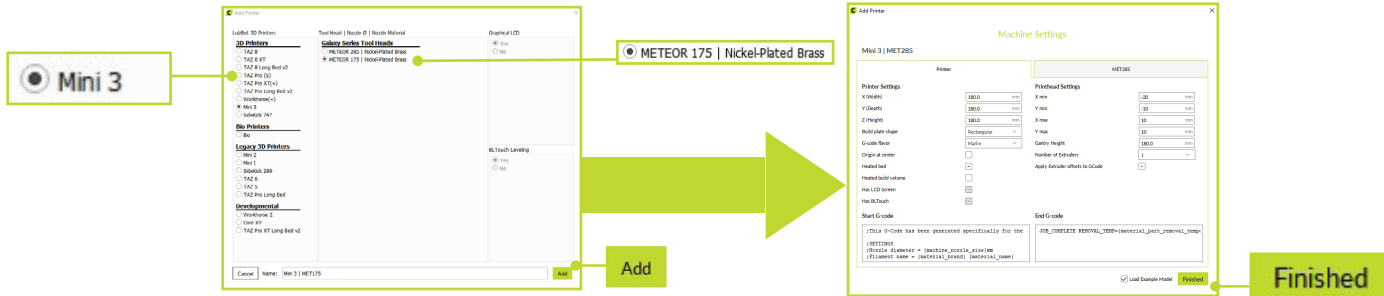 Mini 3
Add Printer
LulzBot 3D Printers
Tool Head | Nozzle Ø | Nozzle Material
Graphical LCD
3D Printers
TAZ 8
TAZ 8 XT
TAZ 8 Long Bed v2
TAZ Pro (S)
TAZ Pro XT(+)
TAZ Pro Long Bed v2
Workhorse(+)
Mini 3
SideKick 747
Bio Printers
Bio
Legacy 3D Printers
Mini 2
Mini 1
SideKick 289
TAZ 6
TAZ 5
TAZ Pro Long Bed
Developmental
Workhorse 2
Core XY
TAZ Pro XT Long Bed v2
Galaxy Series Tool Heads
METEOR 285 | Nickel-Plated Brass
METEOR 175 | Nickel-Plated Brass
Yes
No
BLTouch Leveling
Yes
No
Cancel Name: Mini 3 | MET175 Add
METEOR 175 | Nickel-Plated Brass
Add
Add Printer
Machine Settings
Mini 3 | MET285
Printer
MET285
Printer Settings
X (Width) 180.0 mm
Y (Depth) 180.0 mm
Z (Height) 180.0 mm
Build plate shape Rectangular
G-code flavor Marlin
Origin at center
Heated bed
Heated build volume
Has LCD Screen
Has BLTouch
Printhead Settings
X min -20 mm
Y min -10 mm
X max 10 mm
Y max 10 mm
Gantry Height 180.0 mm
Number of Extruders 1
Apply Extruder offsets to GCode
Start G-code
;This G-Code has been generated specifically for the
;SETTINGS
;Nozzle diameter = {machine_nozzle_size}mm
;Filament name = {material_brand} {material_name}
End G-code
JOB_COMPLETE REMOVAL_TEMP={material_part_removal_tempe
Load Example Model Finished
Finished